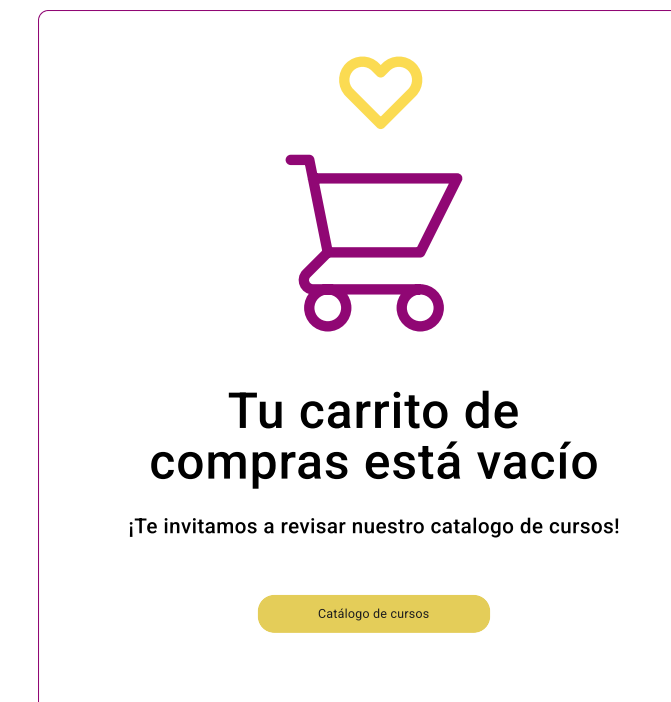 Tu carrito de
compras está vacío
¡Te invitamos a revisar nuestro catalogo de cursos!
Catálogo de cursos